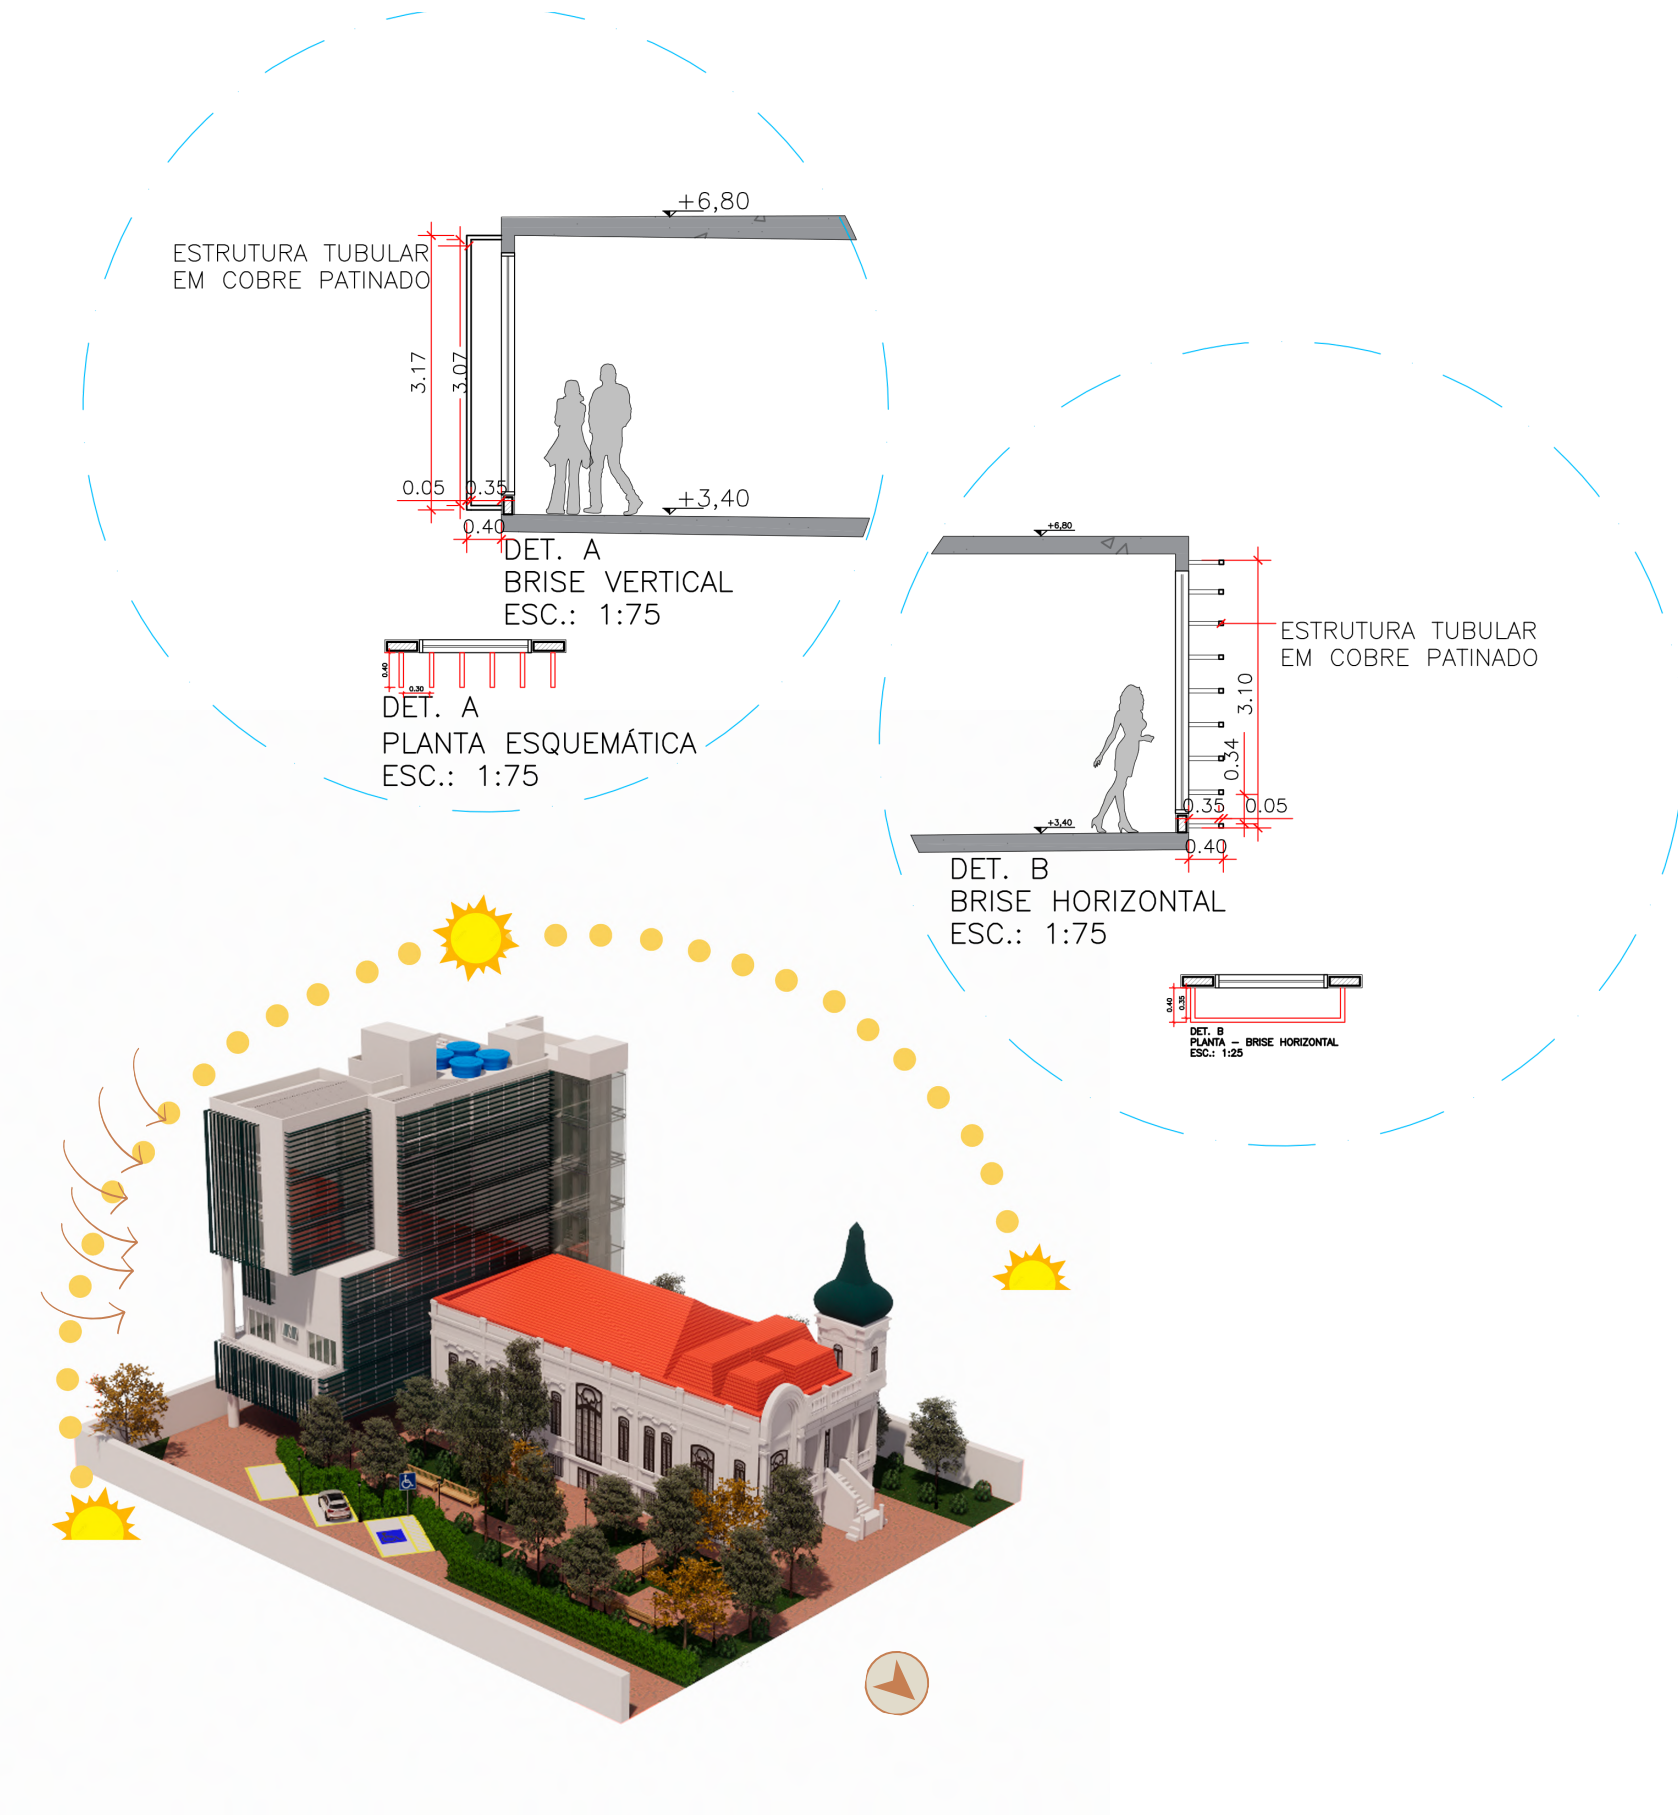 +6,80
ESTRUTURA TUBULAR
EM COBRE PATINADO
3.17
3.07
0.05
0.35
+3,40
0.40
DET. A
BRISE VERTICAL
ESC.: 1:75
0.40
0.30
DET. A
PLANTA ESQUEMÁTICA
ESC.: 1:75
+6,80
ESTRUTURA TUBULAR
EM COBRE PATINADO
3.10
0.34
0.35
0.05
+3,40
0.40
DET. B
BRISE HORIZONTAL
ESC.: 1:75
0.40
0.35
DET. B
PLANTA – BRISE HORIZONTAL
ESC.: 1:25